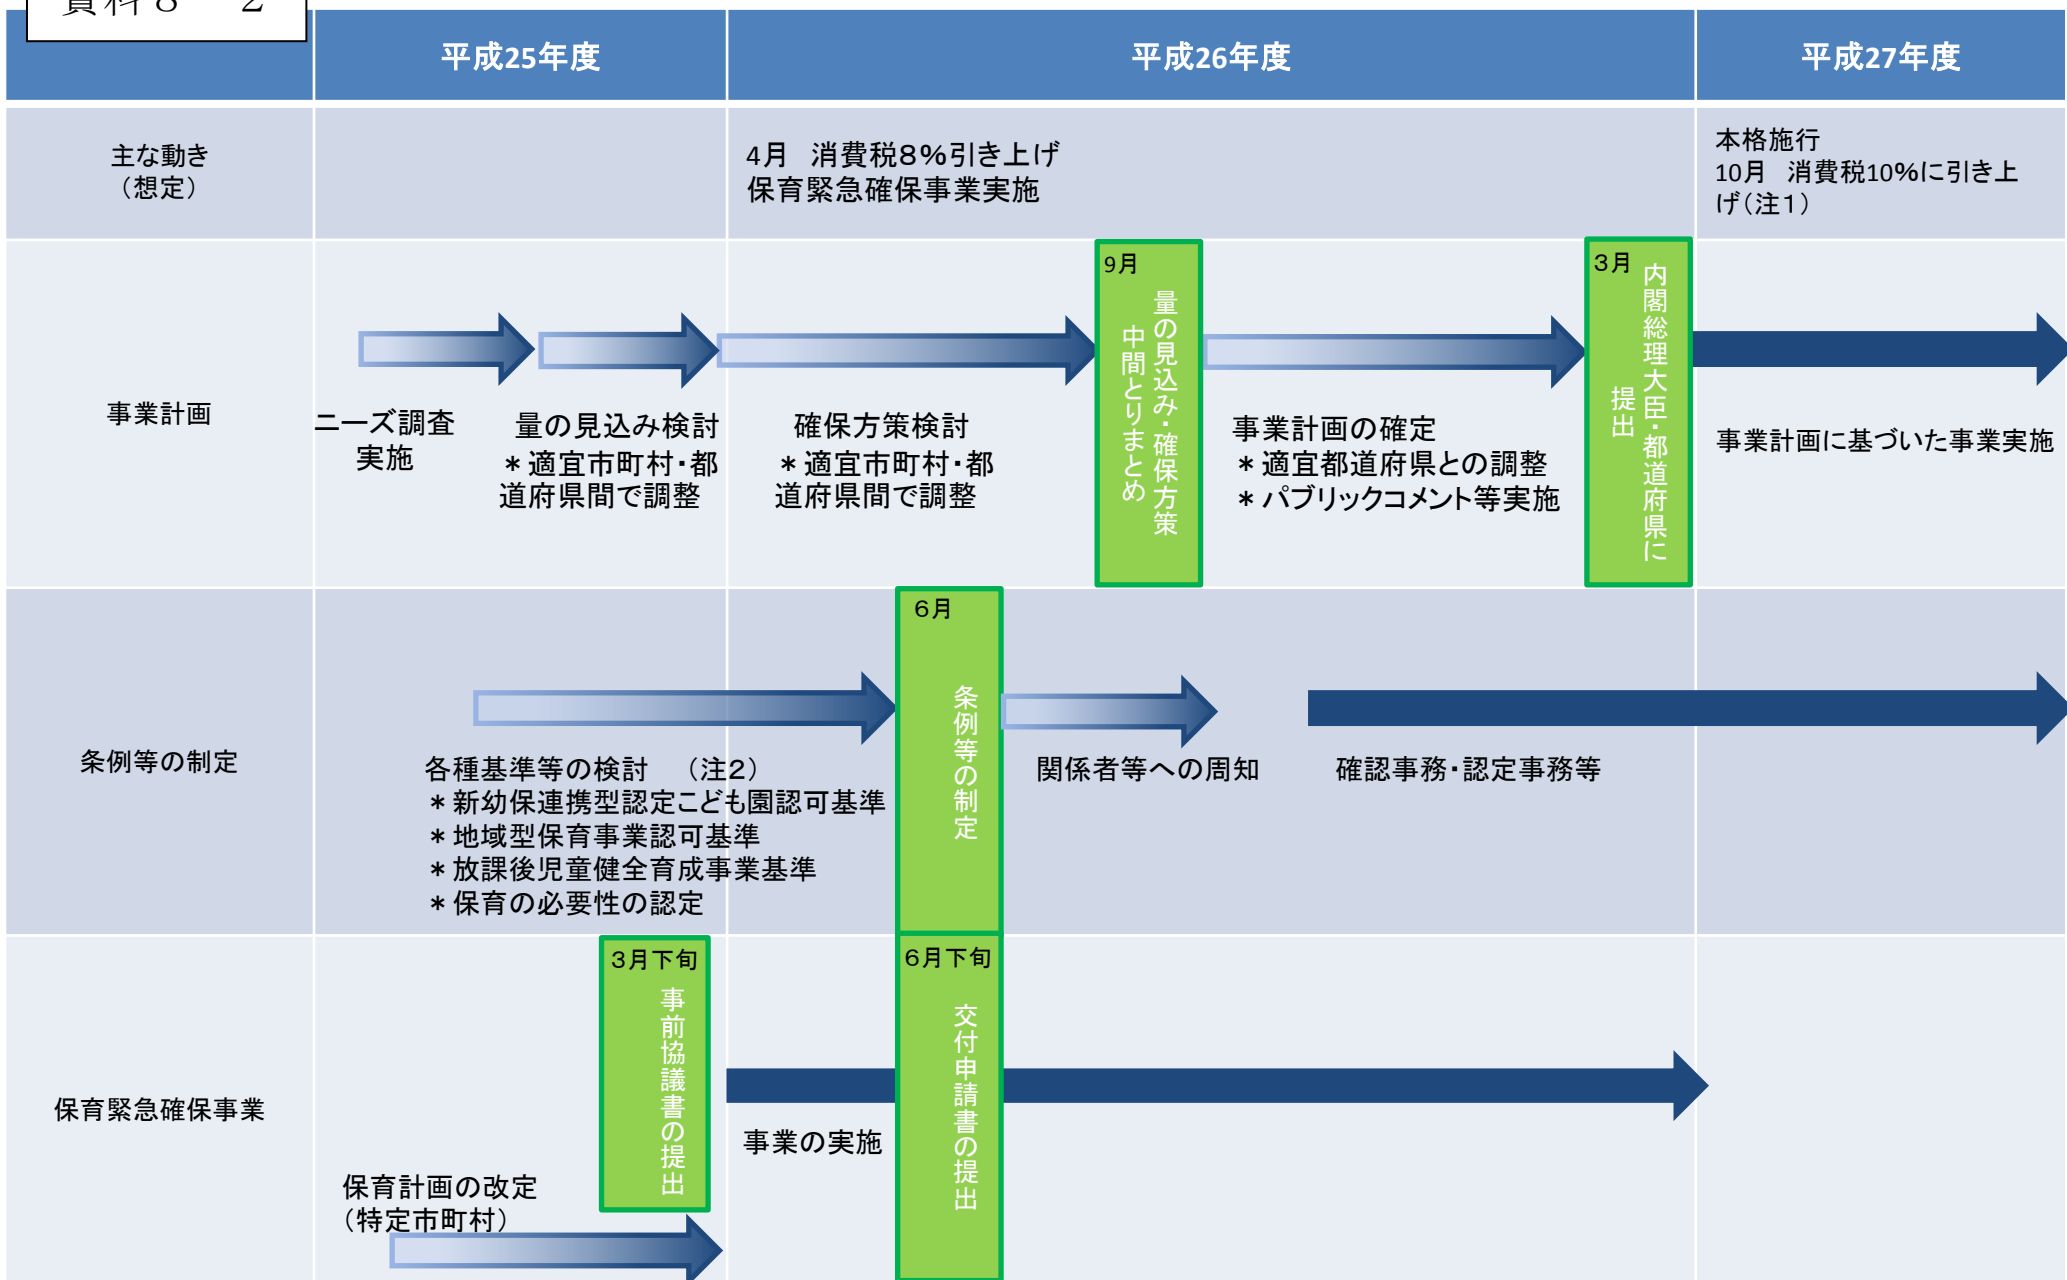 資料８－２
平成25年度
平成26年度
平成27年度
主な動き
（想定）
4月　消費税８％引き上げ
保育緊急確保事業実施
本格施行
10月　消費税10%に引き上
げ（注１）
事業計画
ニーズ調査
実施
量の見込み検討
＊適宜市町村・都
道府県間で調整
確保方策検討
＊適宜市町村・都
道府県間で調整
9月
量の見込み・確保方策
中間とりまとめ
事業計画の確定
＊適宜都道府県との調整
＊パブリックコメント等実施
３月
内閣総理大臣・都道府県に
提出
事業計画に基づいた事業実施
条例等の制定
各種基準等の検討　（注２）
＊新幼保連携型認定こども園認可基準
＊地域型保育事業認可基準
＊放課後児童健全育成事業基準
＊保育の必要性の認定
６月
条例等の制定
関係者等への周知
確認事務・認定事務等
保育緊急確保事業
保育計画の改定
（特定市町村）
３月下旬
事前協議書の提出
事業の実施
６月下旬
交付申請書の提出